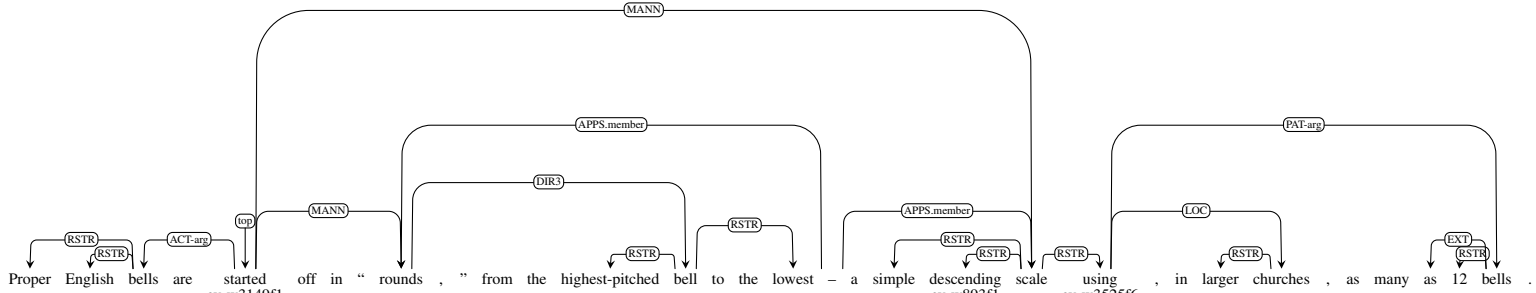 MANN
APPS.member PAT-arg
DIR3
top MANN APPS.member LOC
RSTR
RSTR ACT-arg RSTR EXT
RSTR RSTR RSTR RSTR RSTR RSTR
Proper English bells are started off in “ rounds , ” from the highest-pitched bell to the lowest – a simple descending scale using , in larger churches , as many as 12 bells .